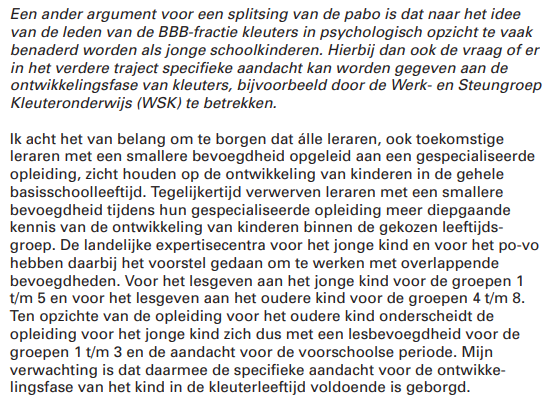 Een ander argument voor een splitsing van de pabo is dat naar het idee
van de leden van de BBB-fractie kleuters in psychologisch opzicht te vaak
benaderd worden als jonge schoolkinderen. Hierbij dan ook de vraag of er
in het verdere traject specifieke aandacht kan worden gegeven aan de
ontwikkelingsfase van kleuters, bijvoorbeeld door de Werk- en Steungroep
Kleuteronderwijs (WSK) te betrekken.
Ik acht het van belang om te borgen dat álle leraren, ook toekomstige
leraren met een smallere bevoegdheid opgeleid aan een gespecialiseerde
opleiding, zicht houden op de ontwikkeling van kinderen in de gehele
basisschoolleeftijd. Tegelijkertijd verwerven leraren met een smallere
bevoegdheid tijdens hun gespecialiseerde opleiding meer diepgaande
kennis van de ontwikkeling van kinderen binnen de gekozen leeftijds-
groep. De landelijke expertisecentra voor het jonge kind en voor het po-vo
hebben daarbij het voorstel gedaan om te werken met overlappende
bevoegdheden. Voor het lesgeven aan het jonge kind voor de groepen 1
t/m 5 en voor het lesgeven aan het oudere kind voor de groepen 4 t/m 8.
Ten opzichte van de opleiding voor het oudere kind onderscheidt de
opleiding voor het jonge kind zich dus met een lesbevoegdheid voor de
groepen 1 t/m 3 en de aandacht voor de voorschoolse periode. Mijn
verwachting is dat daarmee de specifieke aandacht voor de ontwikke-
lingsfase van het kind in de kleuterleeftijd voldoende is geborgd.